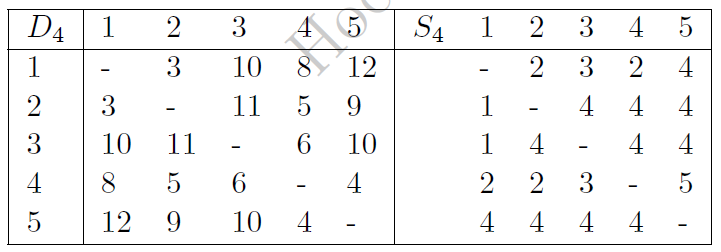 D₄ 1 2 3 4 5 S₄ 1 2 3 4 5
1 - 3 10 8 12 - 2 3 2 4
2 3 - 11 5 9 1 - 4 4 4
3 10 11 - 6 10 1 4 - 4 4
4 8 5 6 - 4 2 2 3 - 5
5 12 9 10 4 - 4 4 4 4 -